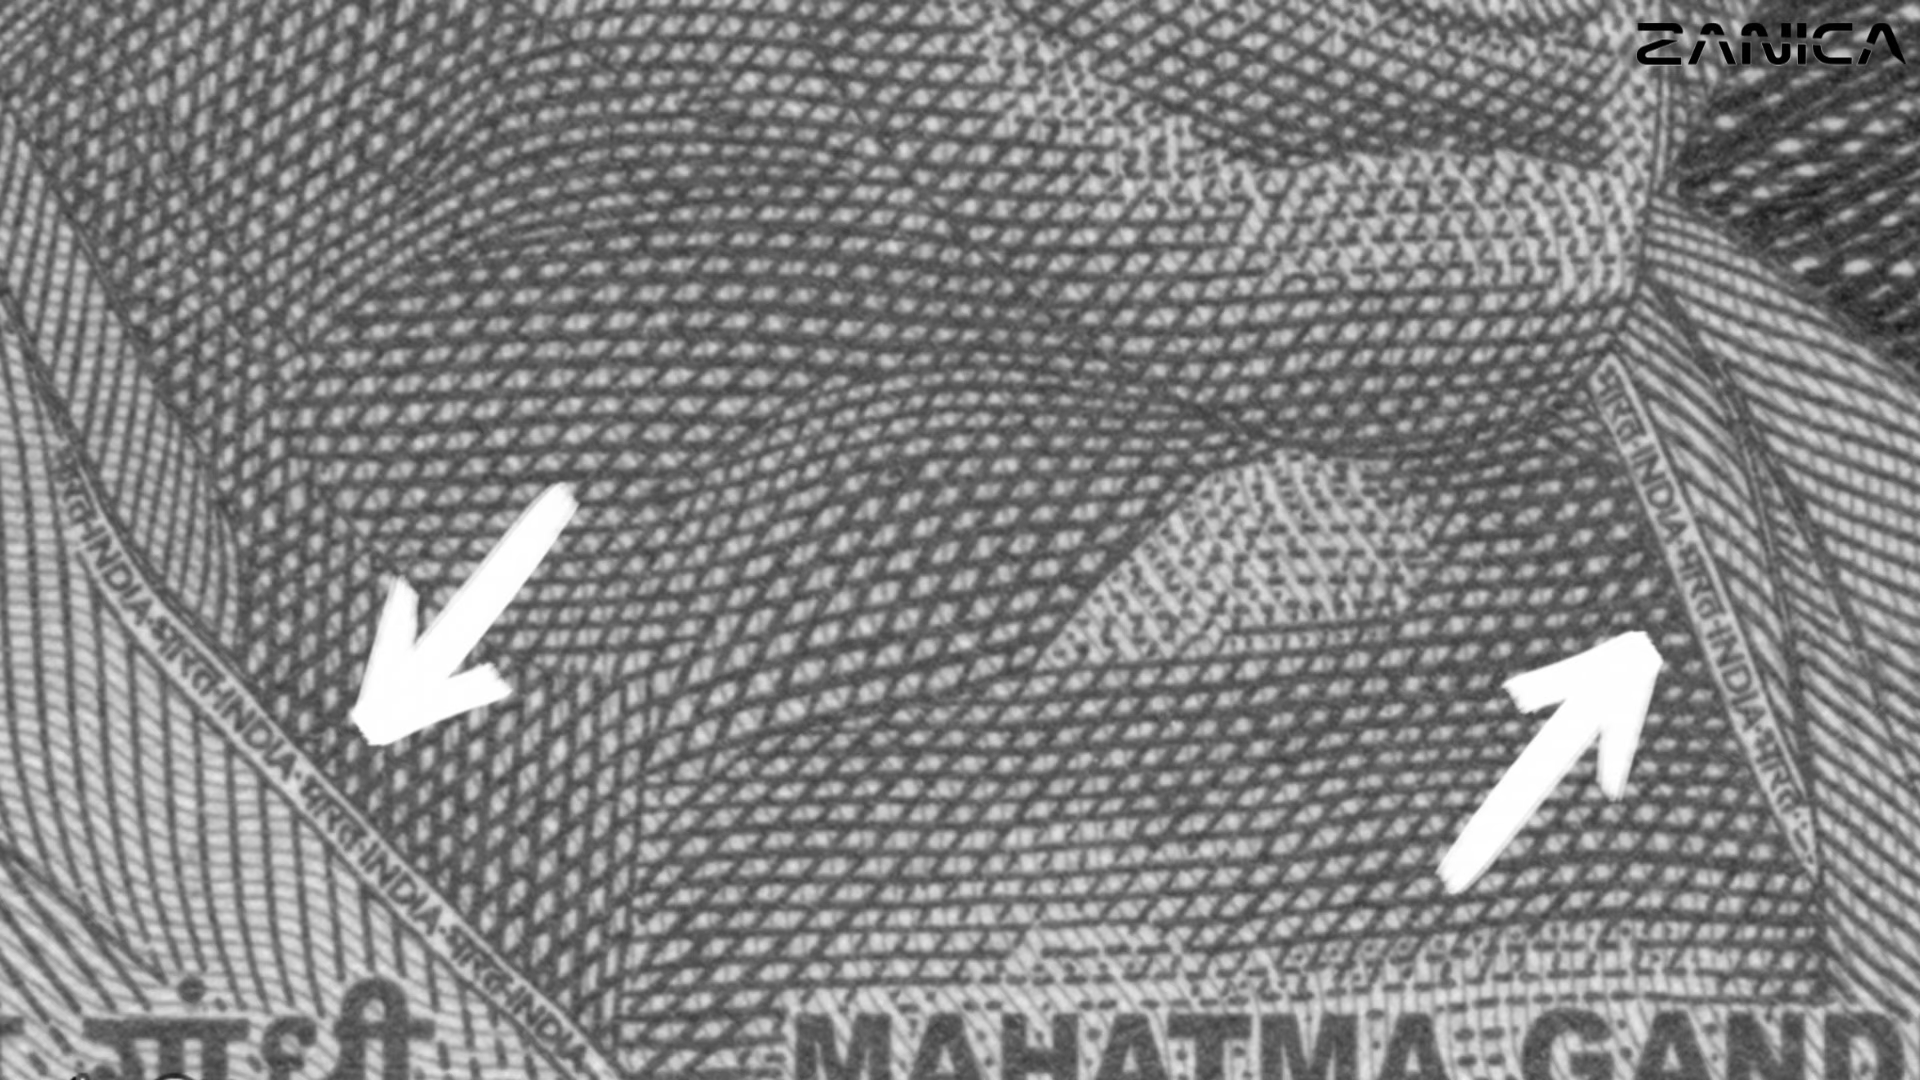 ZANICA
भारत INDIA • भारत INDIA • भारत •
भारत INDIA • भारत INDIA • भारत INDIA • भारत INDIA
गांधी
MAHATMA GAND